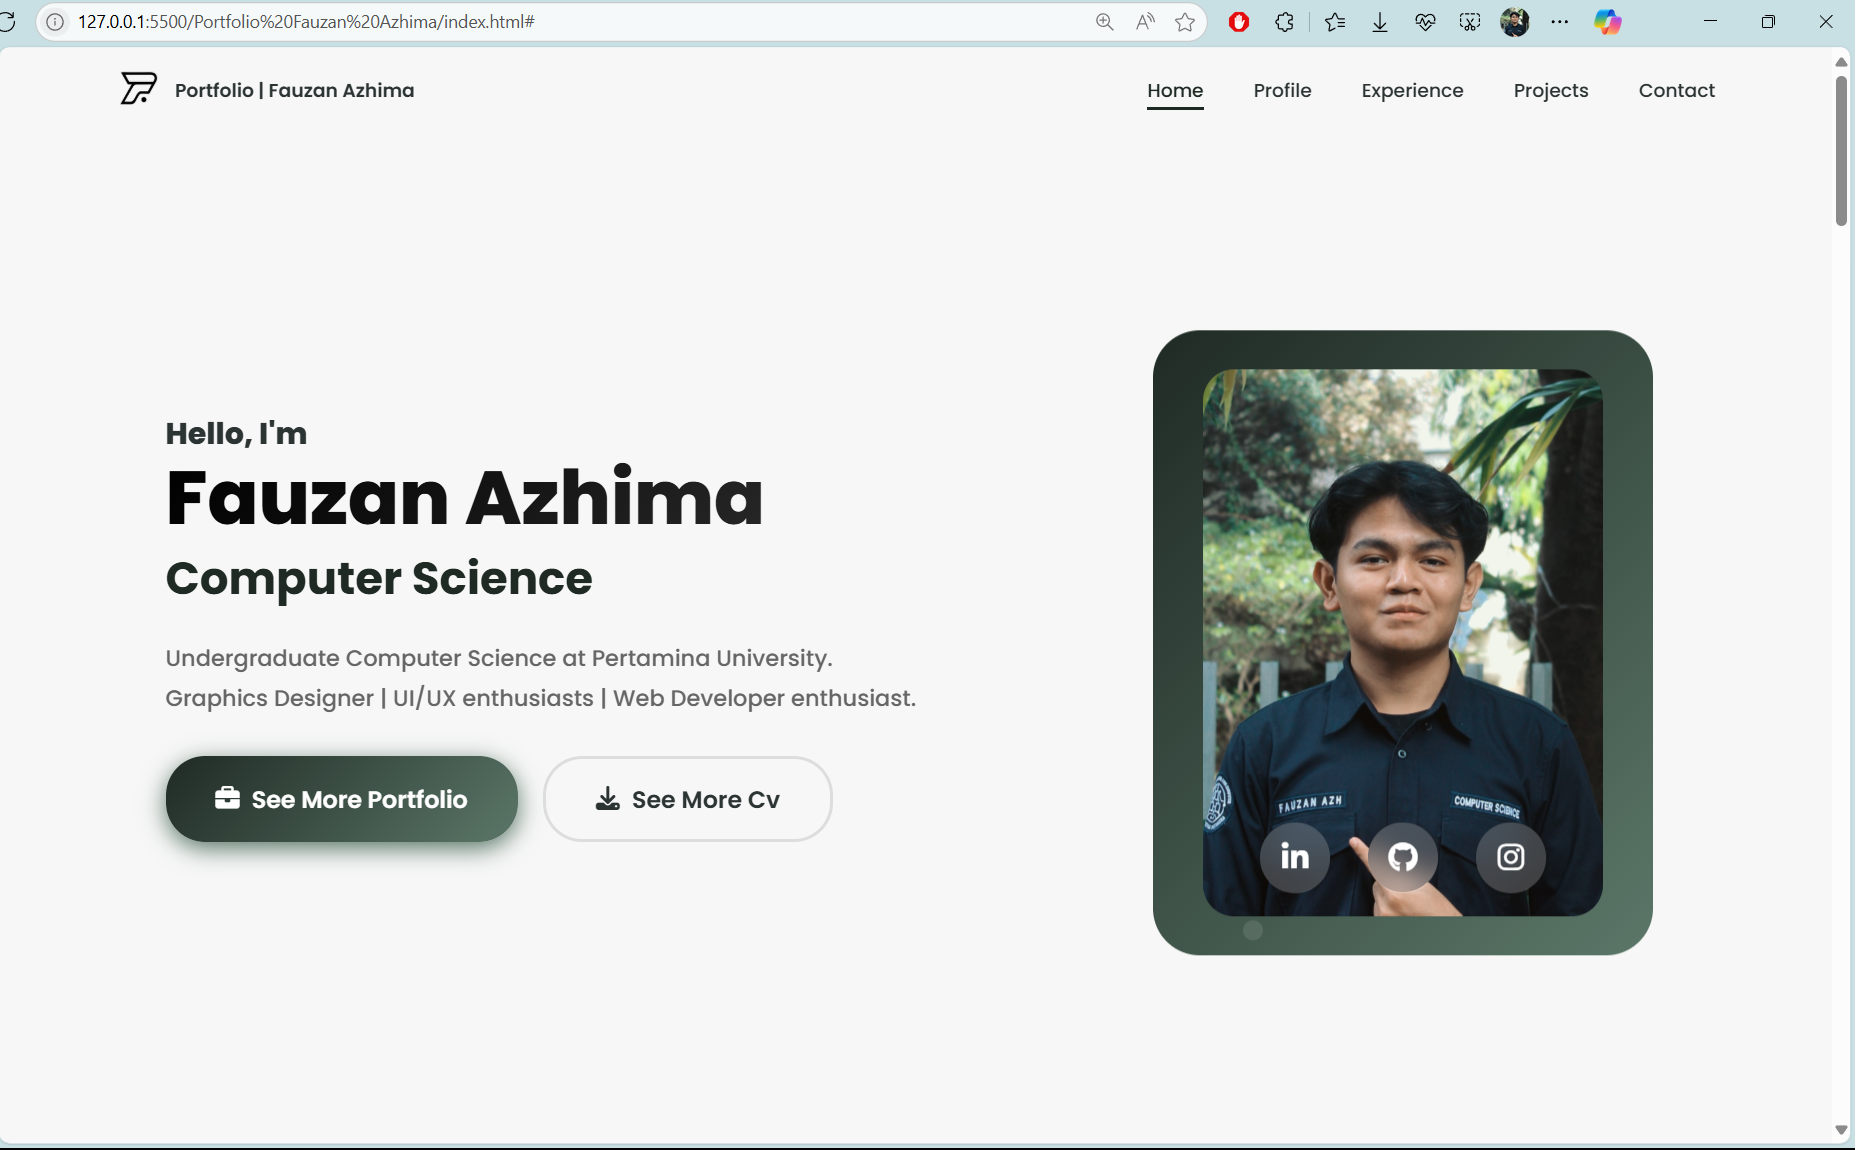 127.0.0.1:5500/Portfolio%20Fauzan%20Azhima/index.html#
Portfolio | Fauzan Azhima
Home
Profile
Experience
Projects
Contact
Hello, I'm
Fauzan Azhima
Computer Science
Undergraduate Computer Science at Pertamina University.
Graphics Designer | UI/UX enthusiasts | Web Developer enthusiast.
See More Portfolio
See More Cv
FAUZAN AZH
COMPUTER SCIENCE
in